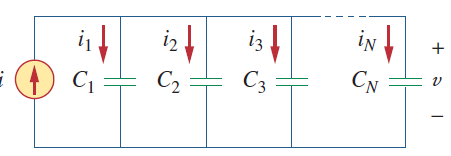 i₁ i₂ i₃ i_N +
i C₁ C₂ C₃ C_N v
−